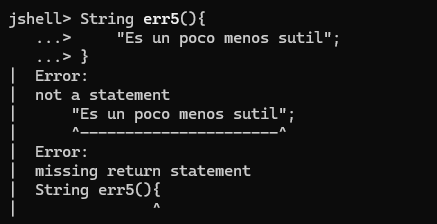 jshell> String err5(){
   ...>     "Es un poco menos sutil";
   ...> }
|  Error:
|  not a statement
|      "Es un poco menos sutil";
|      ^----------------------^
|  Error:
|  missing return statement
|  String err5(){
|               ^